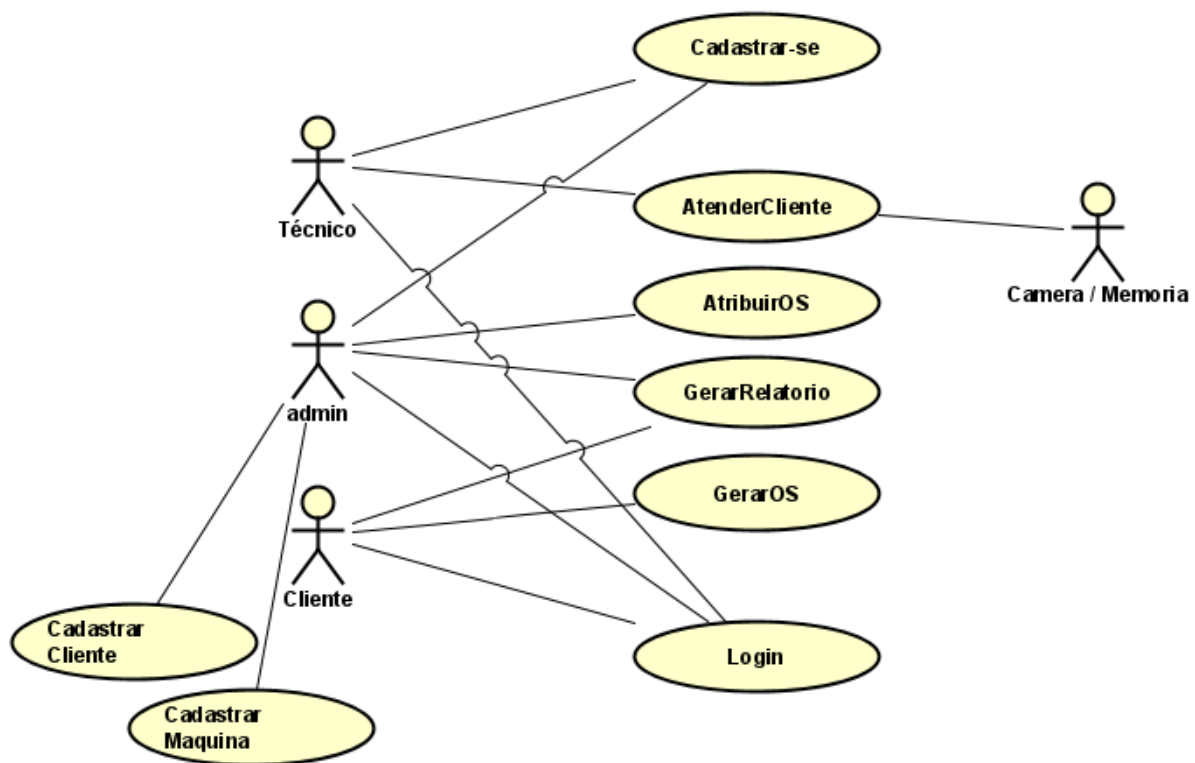 Cadastrar-se
Técnico
AtenderCliente
Camera / Memoria
AtribuirOS
admin
GerarRelatorio
GerarOS
Cliente
Cadastrar
Cliente
Login
Cadastrar
Maquina